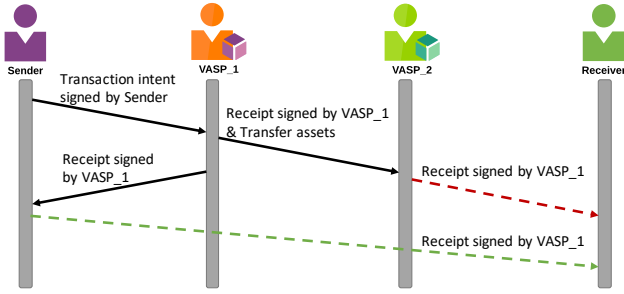 Sender
VASP_1
VASP_2
Receiver
Transaction intent
signed by Sender
Receipt signed by VASP_1
& Transfer assets
Receipt signed
by VASP_1
Receipt signed by VASP_1
Receipt signed by VASP_1